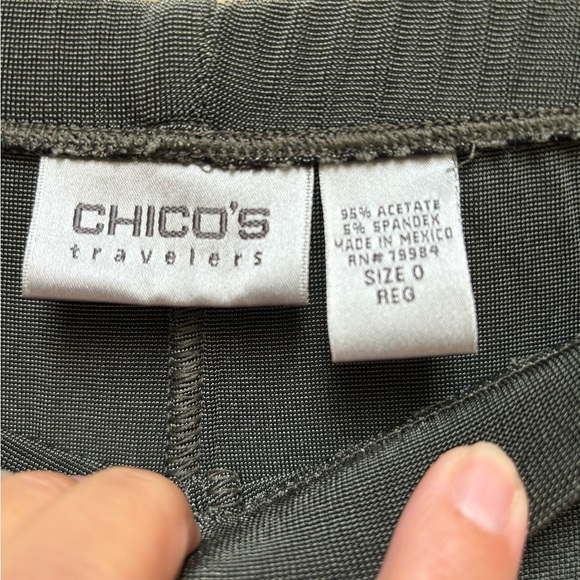 CHICO'S
travelers
95% ACETATE
5% SPANDEX
MADE IN MEXICO
RN# 79984
SIZE 0
REG